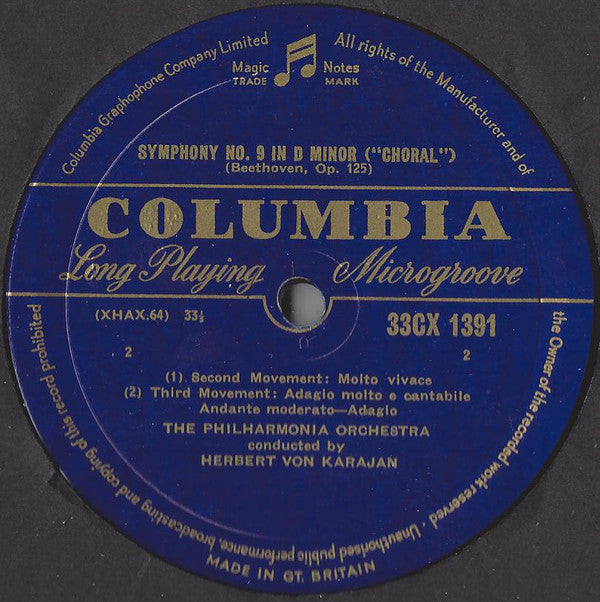 Columbia Graphophone Company Limited
Magic Notes
TRADE MARK
All rights of the Manufacturer and of
the Owner of the recorded work reserved · Unauthorised public performance, broadcasting and copying of this record prohibited
SYMPHONY NO. 9 IN D MINOR ("CHORAL")
(Beethoven, Op. 125)
COLUMBIA
Long Playing Microgroove
(XHAX.64) 33⅓
33CX 1391
2 2
(1) Second Movement: Molto vivace
(2) Third Movement: Adagio molto e cantabile
Andante moderato—Adagio
THE PHILHARMONIA ORCHESTRA
conducted by
HERBERT VON KARAJAN
MADE IN GT. BRITAIN